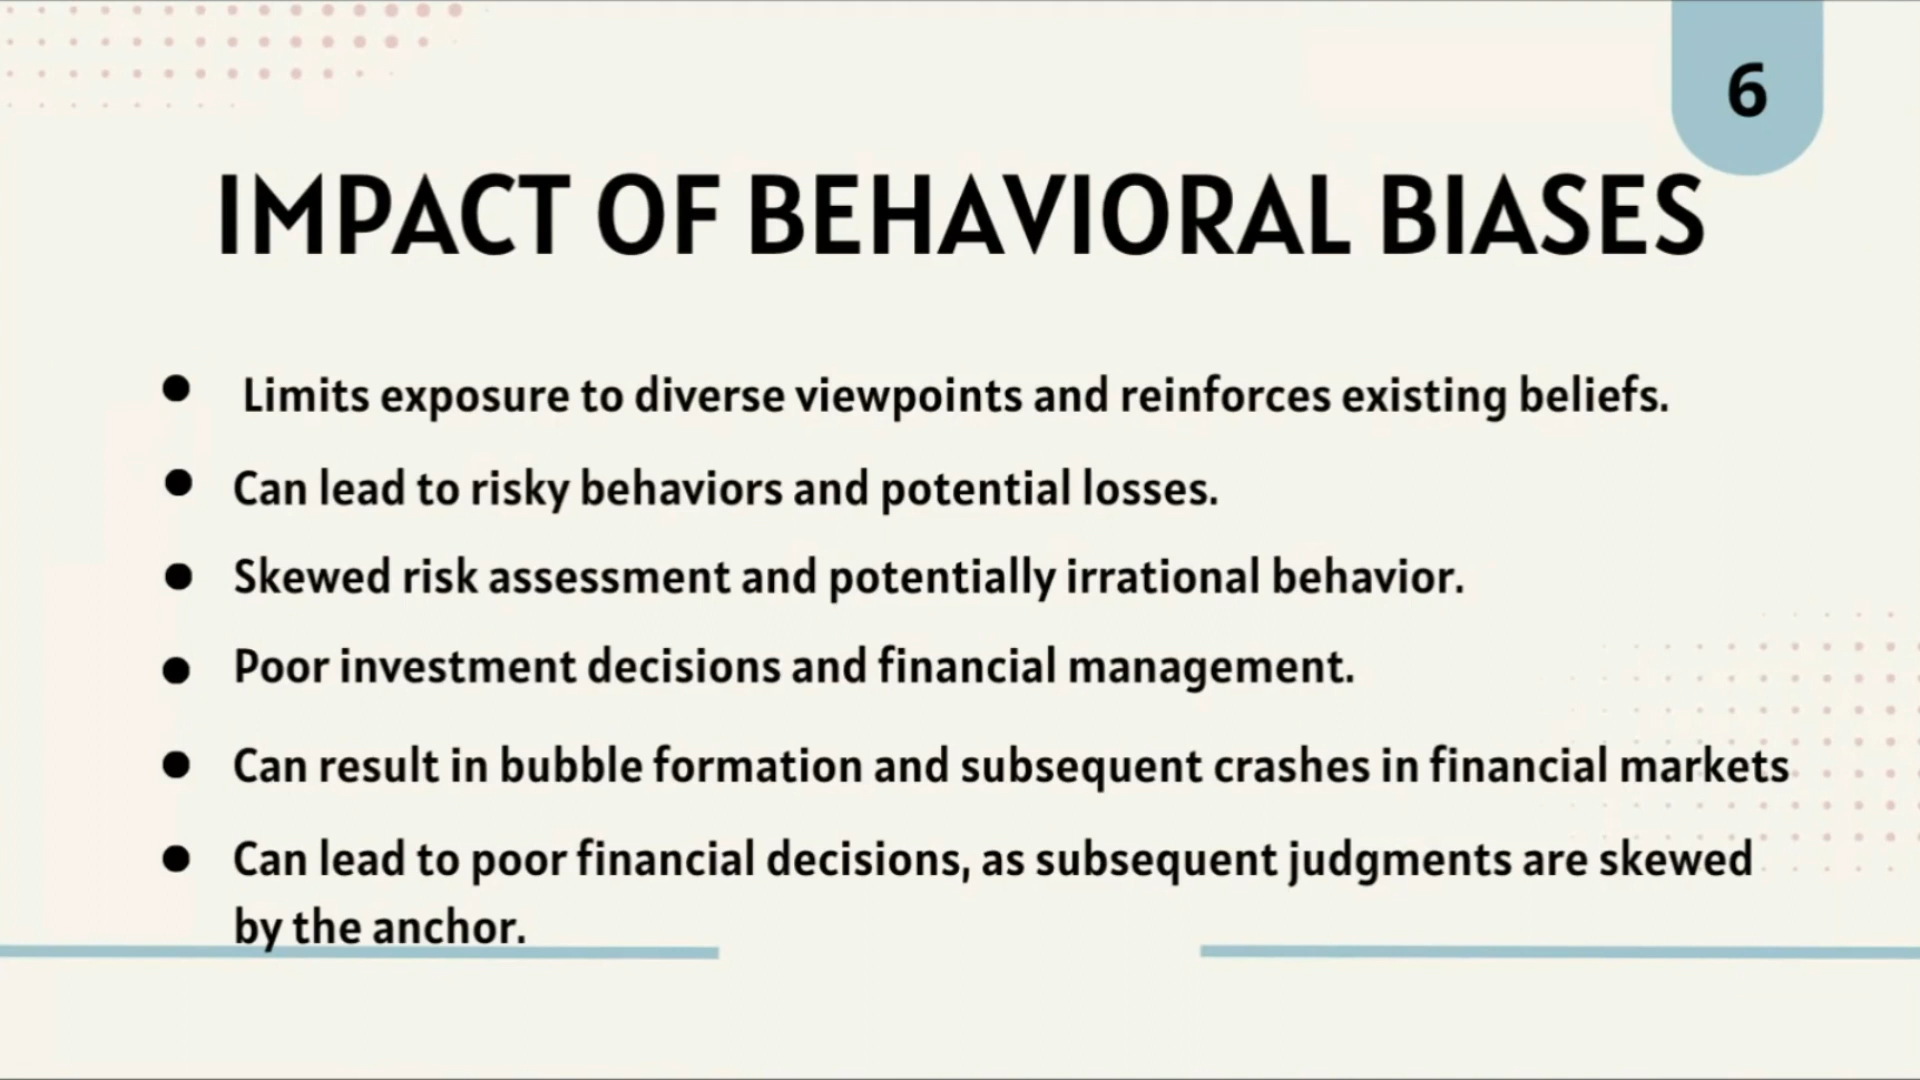 6
IMPACT OF BEHAVIORAL BIASES
● Limits exposure to diverse viewpoints and reinforces existing beliefs.
● Can lead to risky behaviors and potential losses.
● Skewed risk assessment and potentially irrational behavior.
● Poor investment decisions and financial management.
● Can result in bubble formation and subsequent crashes in financial markets
● Can lead to poor financial decisions, as subsequent judgments are skewed
by the anchor.